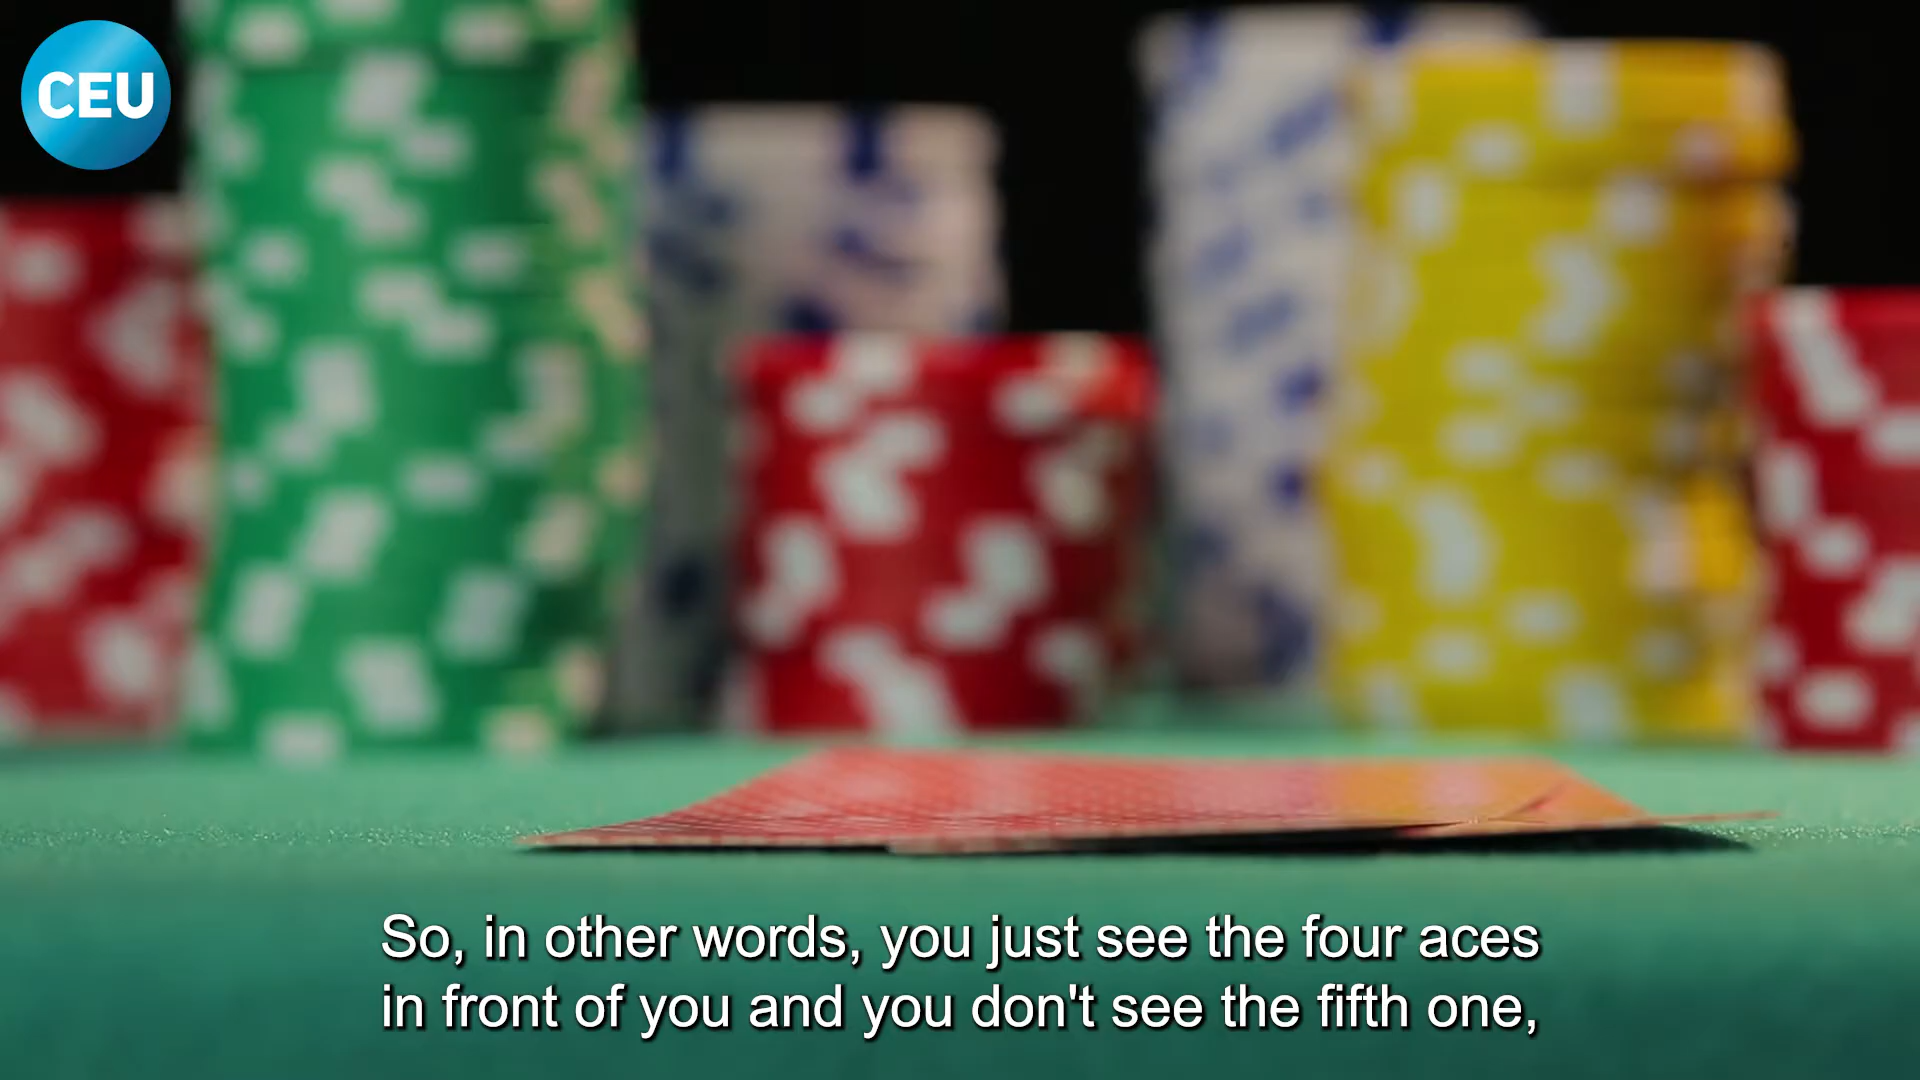 CEU
So, in other words, you just see the four aces
in front of you and you don't see the fifth one,